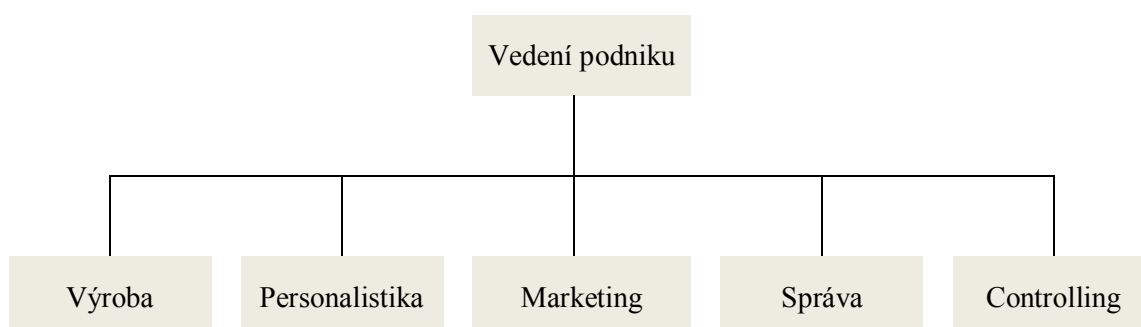 Vedení podniku
Výroba
Personalistika
Marketing
Správa
Controlling